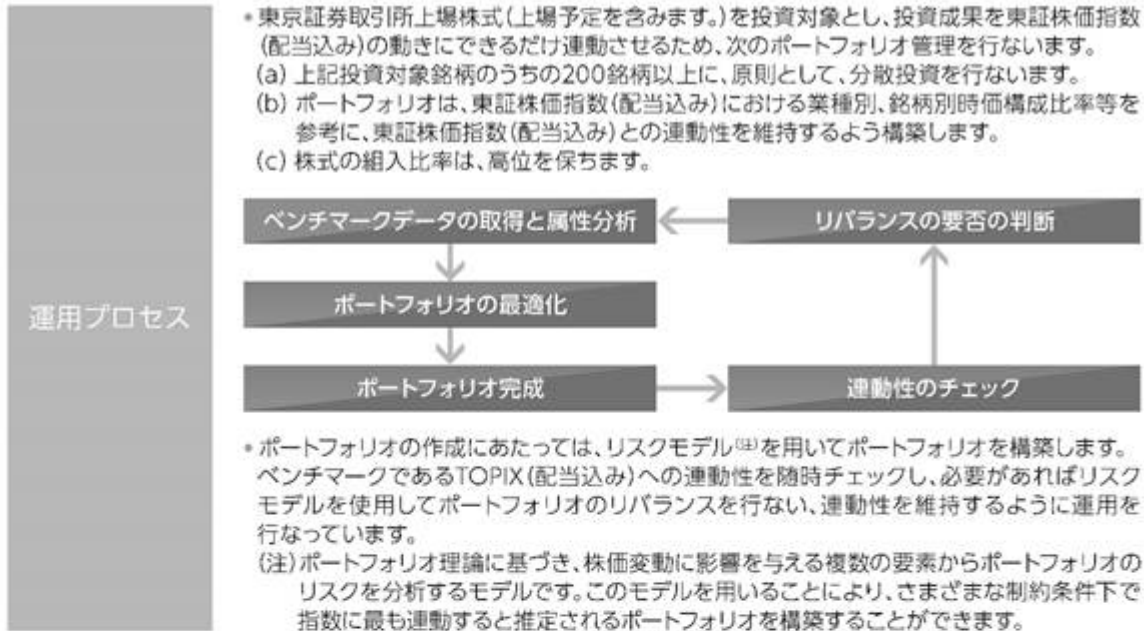 運用プロセス
•東京証券取引所上場株式(上場予定を含みます。)を投資対象とし、投資成果を東証株価指数
(配当込み)の動きにできるだけ連動させるため、次のポートフォリオ管理を行ないます。
(a) 上記投資対象銘柄のうちの200銘柄以上に、原則として、分散投資を行ないます。
(b) ポートフォリオは、東証株価指数(配当込み)における業種別、銘柄別時価構成比率等を
参考に、東証株価指数(配当込み)との連動性を維持するよう構築します。
(c) 株式の組入比率は、高位を保ちます。
ベンチマークデータの取得と属性分析
リバランスの要否の判断
ポートフォリオの最適化
ポートフォリオ完成
連動性のチェック
•ポートフォリオの作成にあたっては、リスクモデル(注)を用いてポートフォリオを構築します。
ベンチマークであるTOPIX(配当込み)への連動性を随時チェックし、必要があればリスク
モデルを使用してポートフォリオのリバランスを行ない、連動性を維持するように運用を
行なっています。
(注)ポートフォリオ理論に基づき、株価変動に影響を与える複数の要素からポートフォリオの
リスクを分析するモデルです。このモデルを用いることにより、さまざまな制約条件下で
指数に最も連動すると推定されるポートフォリオを構築することができます。